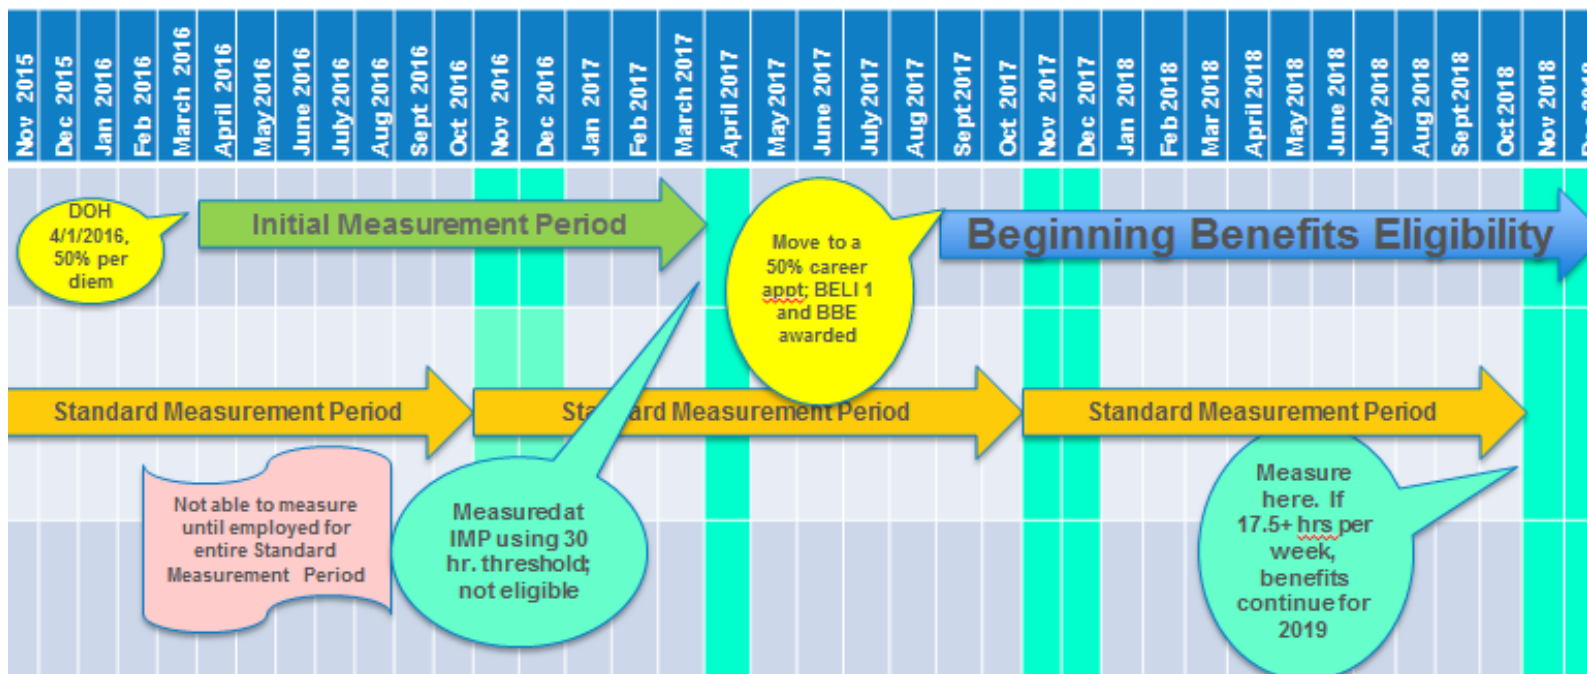 Nov 2015
Dec 2015
Jan 2016
Feb 2016
March 2016
April 2016
May 2016
June 2016
July 2016
Aug 2016
Sept 2016
Oct 2016
Nov 2016
Dec 2016
Jan 2017
Feb 2017
March 2017
April 2017
May 2017
June 2017
July 2017
Aug 2017
Sept 2017
Oct 2017
Nov 2017
Dec 2017
Jan 2018
Feb 2018
Mar 2018
April 2018
May 2018
June 2018
July 2018
Aug 2018
Sept 2018
Oct 2018
Nov 2018
DOH
4/1/2016,
50% per
diem
Initial Measurement Period
Move to a
50% career
appt; BELI 1
and BBE
awarded
Beginning Benefits Eligibility
Standard Measurement Period
Standard Measurement Period
Standard Measurement Period
Not able to measure
until employed for
entire Standard
Measurement Period
Measured at
IMP using 30
hr. threshold;
not eligible
Measure
here. If
17.5+ hrs per
week,
benefits
continue for
2019